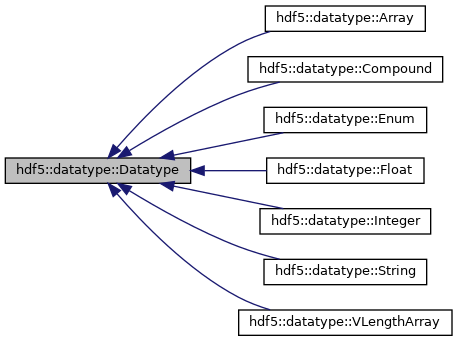 hdf5::datatype::Array
hdf5::datatype::Compound
hdf5::datatype::Enum
hdf5::datatype::Datatype
hdf5::datatype::Float
hdf5::datatype::Integer
hdf5::datatype::String
hdf5::datatype::VLengthArray